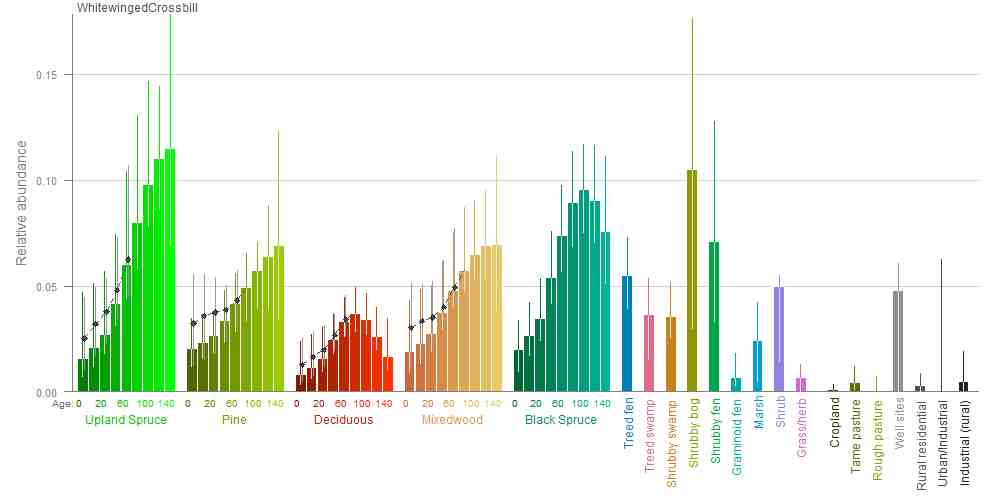 WhitewingedCrossbill
Relative abundance
0.15
0.10
0.05
0.00
Age: 0 20 60 100 140 0 20 60 100 140 0 20 60 100 140 0 20 60 100 140 0 20 60 100 140
Upland Spruce Pine Deciduous Mixedwood Black Spruce
Treed fen
Treed swamp
Shrubby swamp
Shrubby bog
Shrubby fen
Graminoid fen
Marsh
Shrub
Grass/herb
Cropland
Tame pasture
Rough pasture
Well sites
Rural residential
Urban/Industrial
Industrial (rural)